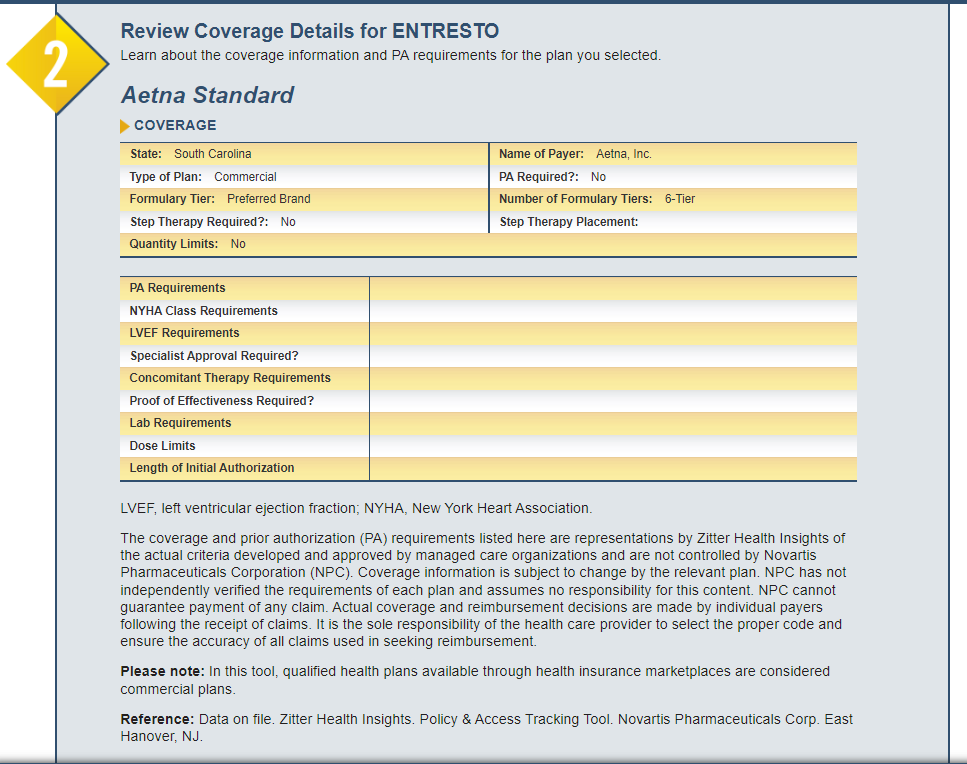 2
Review Coverage Details for ENTRESTO
Learn about the coverage information and PA requirements for the plan you selected.
Aetna Standard
COVERAGE
State: South Carolina
Name of Payer: Aetna, Inc.
Type of Plan: Commercial
PA Required?: No
Formulary Tier: Preferred Brand
Number of Formulary Tiers: 6-Tier
Step Therapy Required?: No
Step Therapy Placement:
Quantity Limits: No
PA Requirements
NYHA Class Requirements
LVEF Requirements
Specialist Approval Required?
Concomitant Therapy Requirements
Proof of Effectiveness Required?
Lab Requirements
Dose Limits
Length of Initial Authorization
LVEF, left ventricular ejection fraction; NYHA, New York Heart Association.
The coverage and prior authorization (PA) requirements listed here are representations by Zitter Health Insights of
the actual criteria developed and approved by managed care organizations and are not controlled by Novartis
Pharmaceuticals Corporation (NPC). Coverage information is subject to change by the relevant plan. NPC has not
independently verified the requirements of each plan and assumes no responsibility for this content. NPC cannot
guarantee payment of any claim. Actual coverage and reimbursement decisions are made by individual payers
following the receipt of claims. It is the sole responsibility of the health care provider to select the proper code and
ensure the accuracy of all claims used in seeking reimbursement.
Please note: In this tool, qualified health plans available through health insurance marketplaces are considered
commercial plans.
Reference: Data on file. Zitter Health Insights. Policy & Access Tracking Tool. Novartis Pharmaceuticals Corp. East
Hanover, NJ.